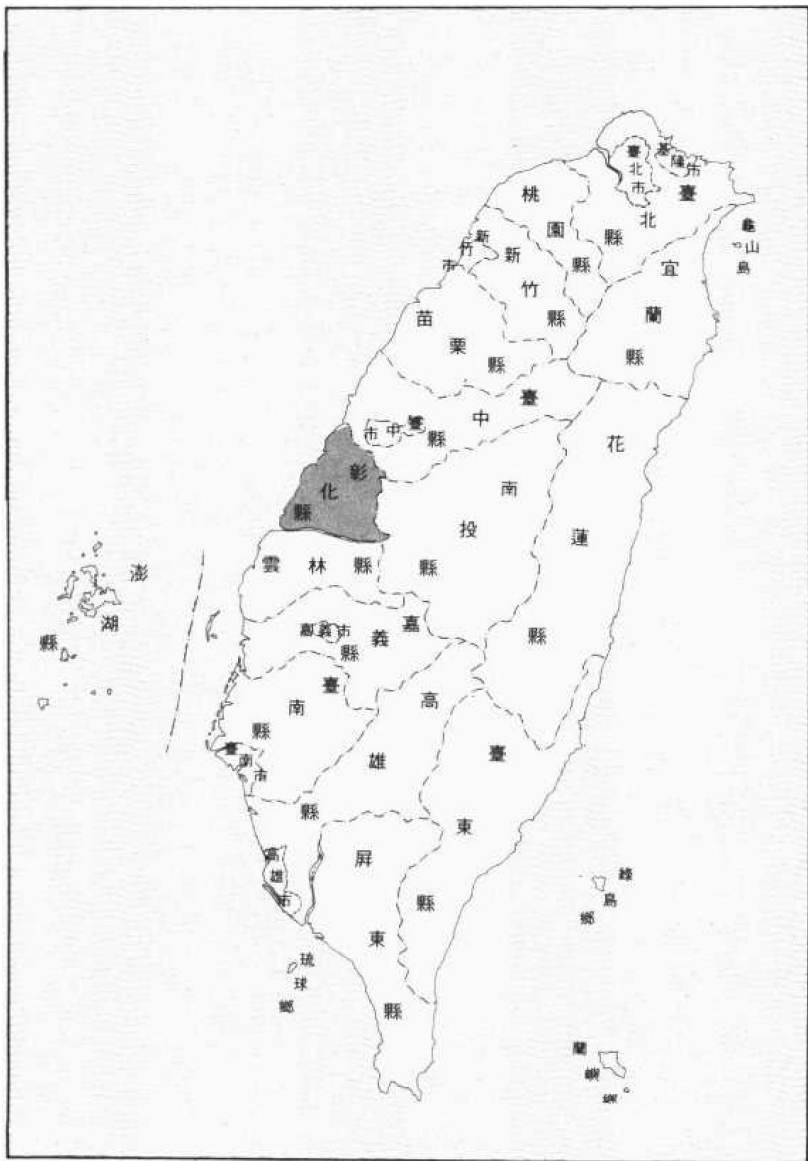 基隆市
臺北市
臺北縣
桃園縣
龜山島
新竹市
新竹縣
宜蘭縣
苗栗縣
臺中縣
臺中市
花蓮縣
彰化縣
南投縣
雲林縣
澎湖縣
嘉義縣
嘉義市
臺南縣
高雄縣
臺南市
臺東縣
屏東縣
高雄市
綠島鄉
琉球鄉
蘭嶼鄉